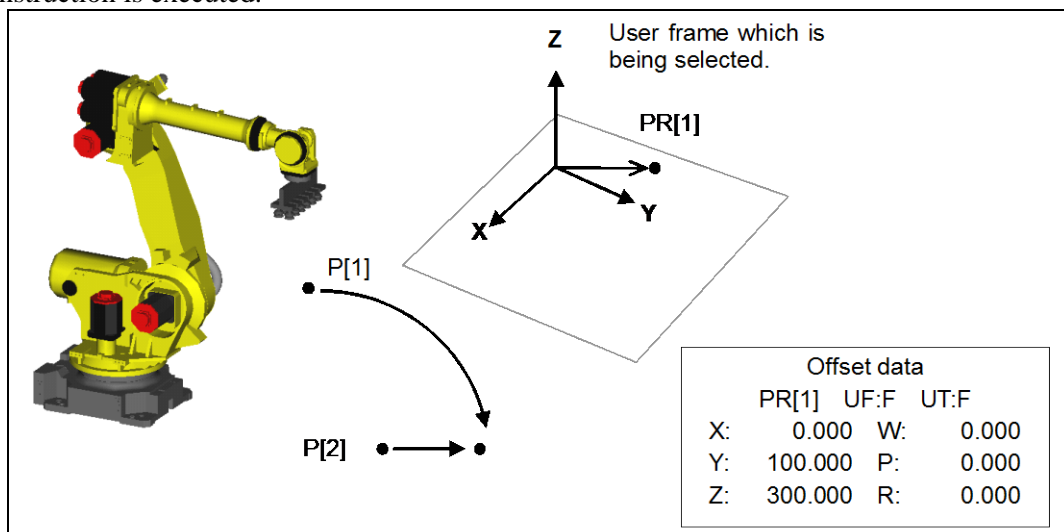 nstruction is executed.
Z
User frame which is
being selected.
PR[1]
Y
X
P[1]
P[2]
Offset data
PR[1] UF:F UT:F
X: 0.000 W: 0.000
Y: 100.000 P: 0.000
Z: 300.000 R: 0.000